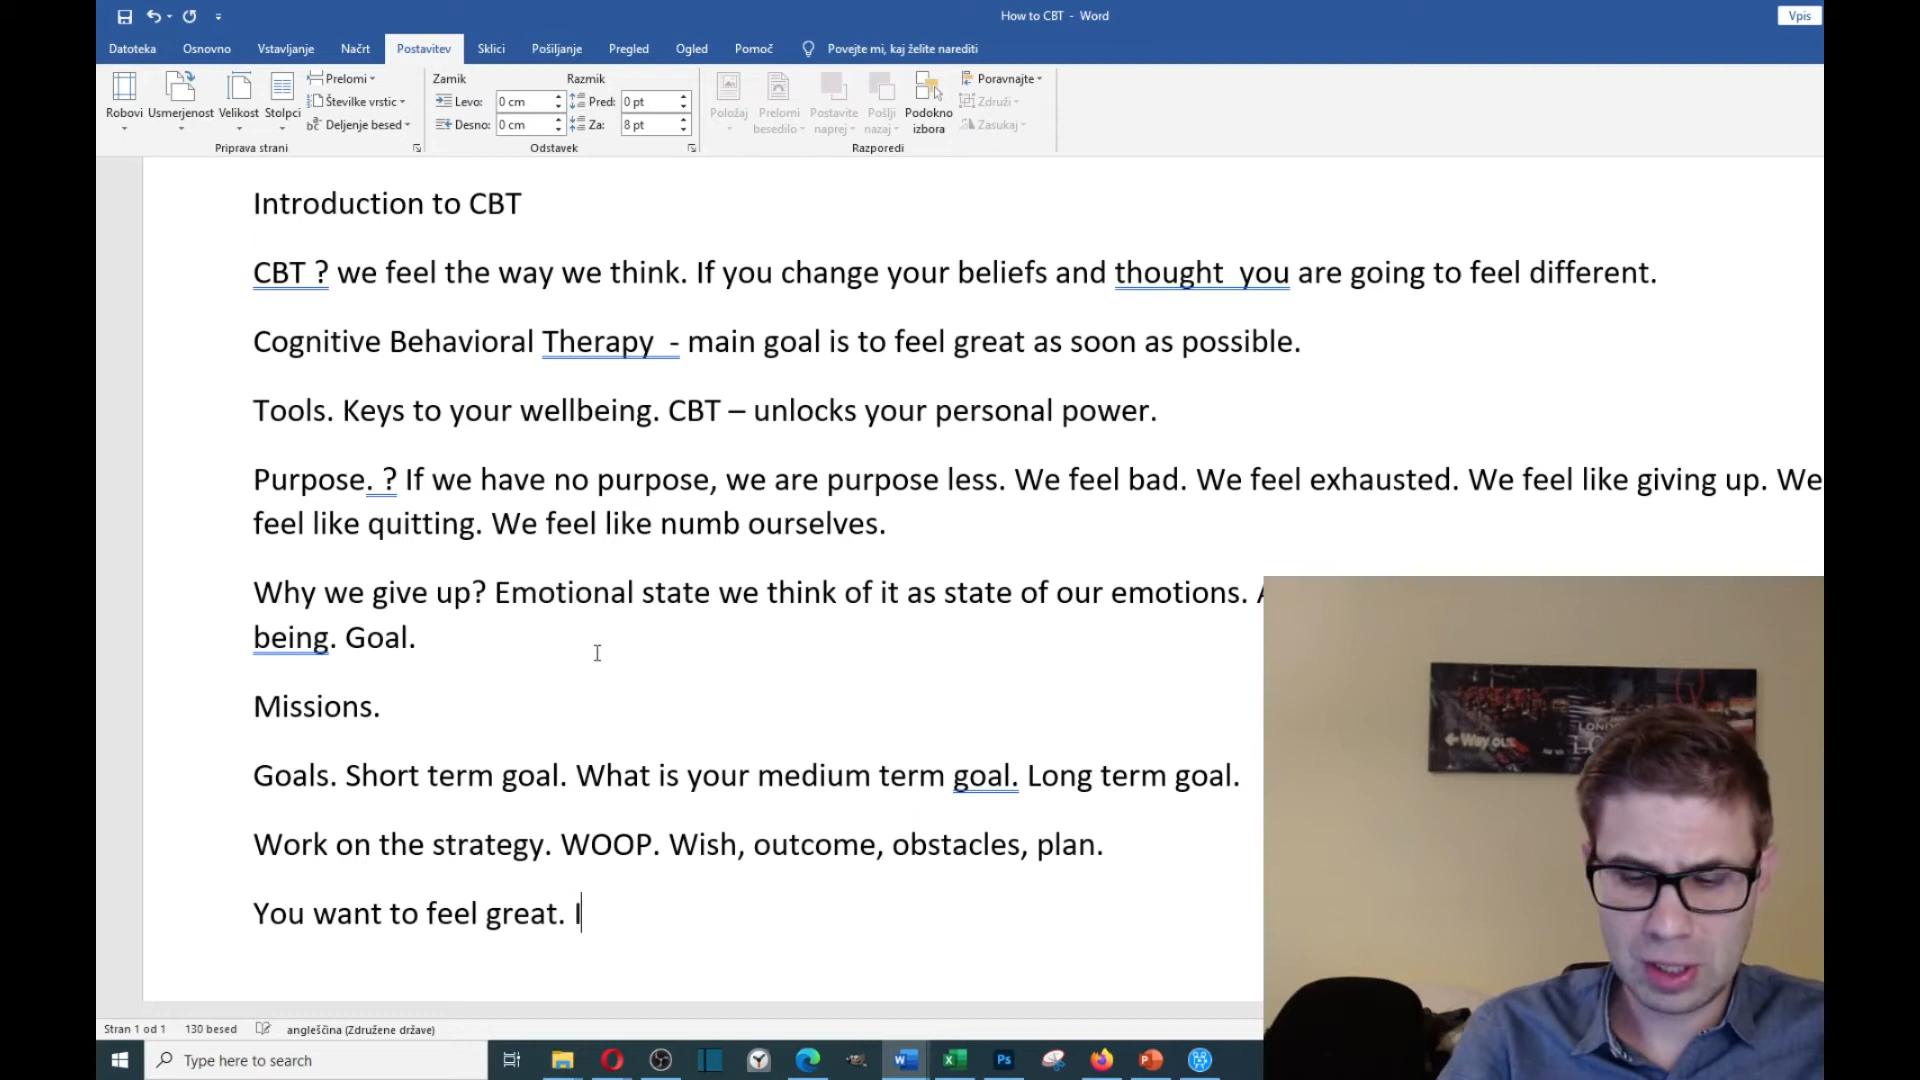 How to CBT - Word
Vpis
Datoteka Osnovno Vstavljanje Načrt Postavitev Sklici Pošiljanje Pregled Ogled Pomoč Povejte mi, kaj želite narediti
Robovi Usmerjenost Velikost Stolpci
Prelomi
Številke vrstic
Deljenje besed
Priprava strani
Zamik Razmik
Levo: 0 cm Pred: 0 pt
Desno: 0 cm Za: 8 pt
Odstavek
Položaj Prelomi besedilo Postavite naprej Pošlji nazaj Podokno izbora
Poravnajte
Združi
Zasukaj
Razporedi
Introduction to CBT
CBT ? we feel the way we think. If you change your beliefs and thought  you are going to feel different.
Cognitive Behavioral Therapy  - main goal is to feel great as soon as possible.
Tools. Keys to your wellbeing. CBT – unlocks your personal power.
Purpose. ? If we have no purpose, we are purpose less. We feel bad. We feel exhausted. We feel like giving up. We
feel like quitting. We feel like numb ourselves.
Why we give up? Emotional state we think of it as state of our emotions.
being. Goal.
Missions.
Goals. Short term goal. What is your medium term goal. Long term goal.
Work on the strategy. WOOP. Wish, outcome, obstacles, plan.
You want to feel great. I
Way out
LONDON
Stran 1 od 1 130 besed angleščina (Združene države)
Type here to search